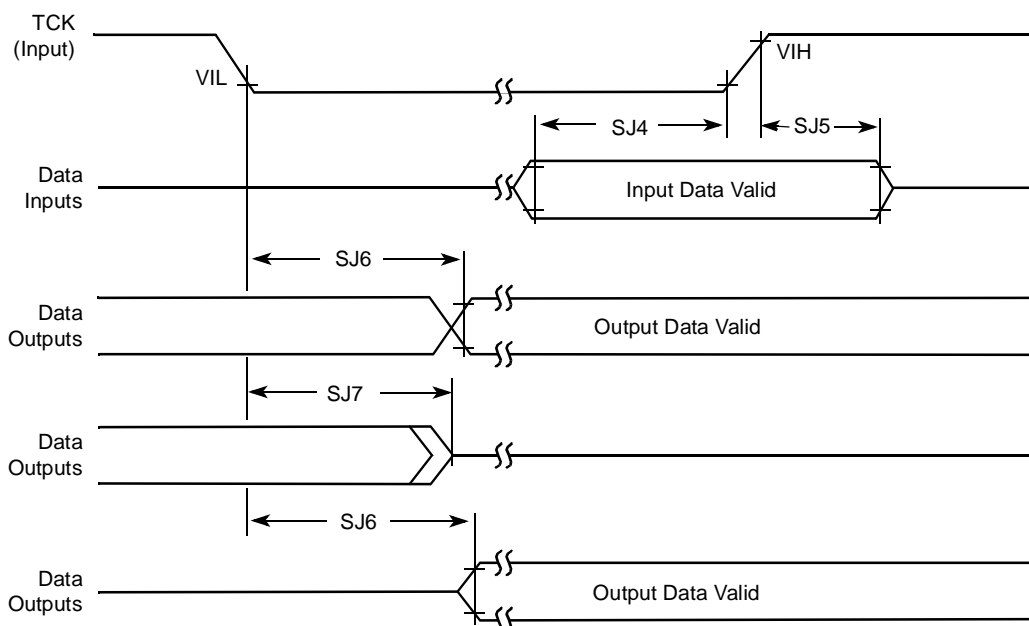 TCK
(Input)
VIL
VIH
SJ4
SJ5
Data
Inputs
Input Data Valid
SJ6
Data
Outputs
Output Data Valid
SJ7
Data
Outputs
SJ6
Data
Outputs
Output Data Valid